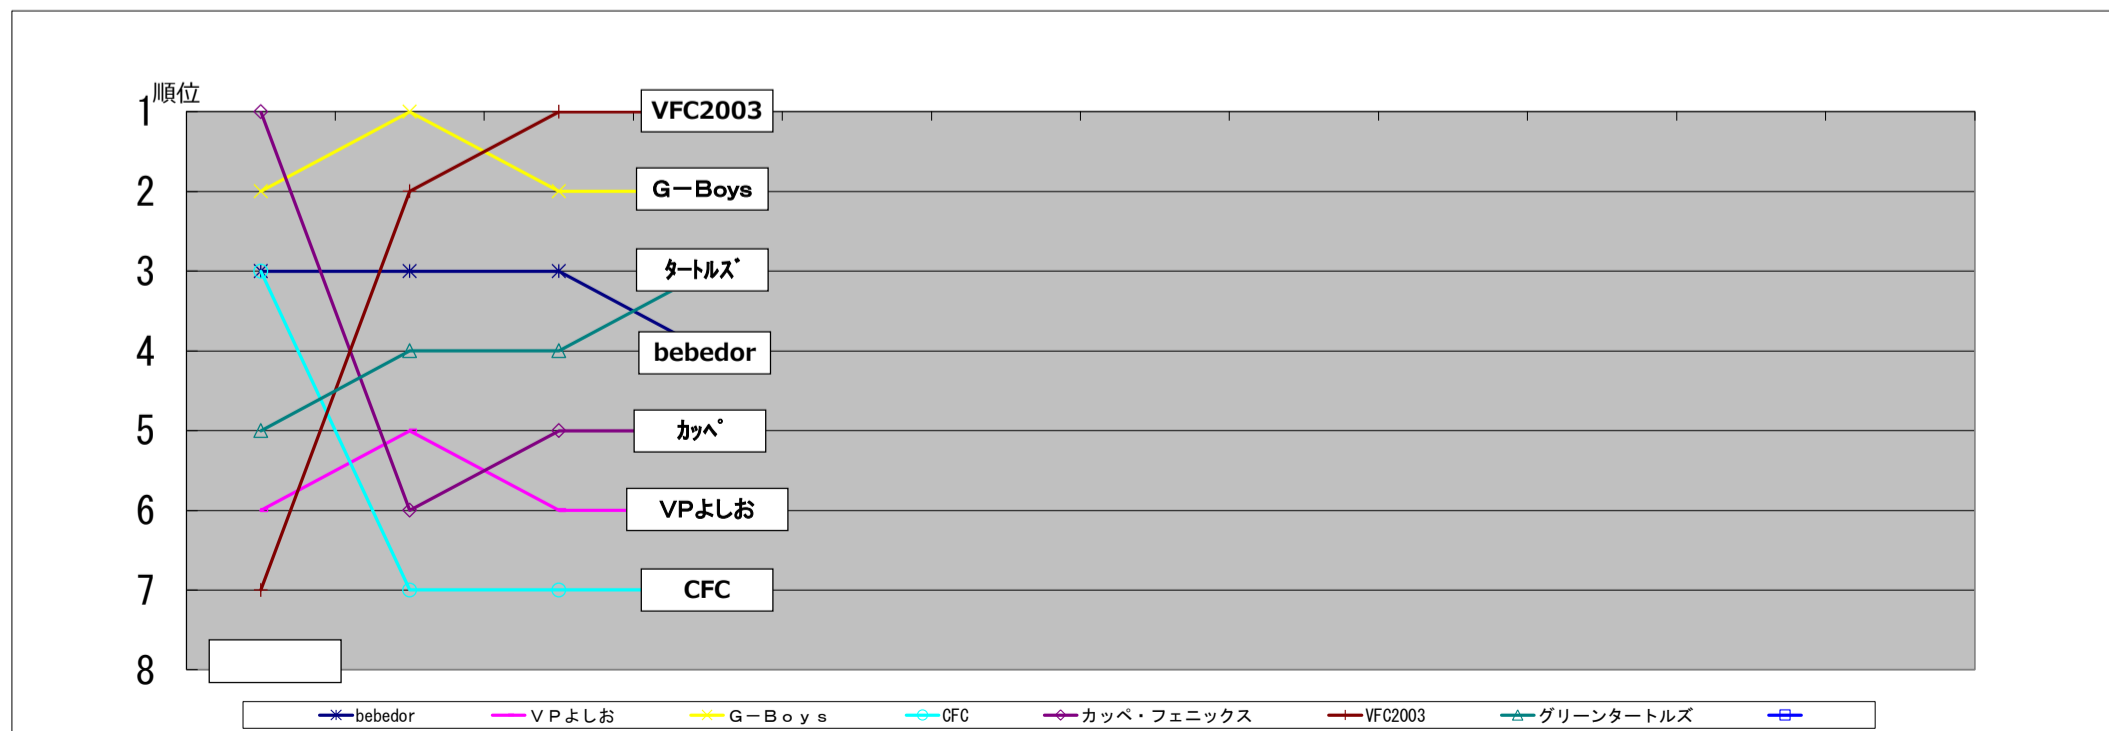 順位
1
VFC2003
2
G－Boys
3
ﾀｰﾄﾙｽﾞ
4
bebedor
5
ｶｯﾍﾟ
6
VPよしお
7
CFC
8
bebedor ＶＰよしお Ｇ－Ｂｏｙｓ CFC カッペ・フェニックス VFC2003 グリーンタートルズ